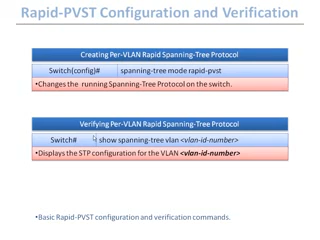 Rapid-PVST Configuration and Verification
Creating Per-VLAN Rapid Spanning-Tree Protocol
Switch(config)# spanning-tree mode rapid-pvst
•Changes the running Spanning-Tree Protocol on the switch.
Verifying Per-VLAN Rapid Spanning-Tree Protocol
Switch# show spanning-tree vlan <vlan-id-number>
•Displays the STP configuration for the VLAN <vlan-id-number>
•Basic Rapid-PVST configuration and verification commands.